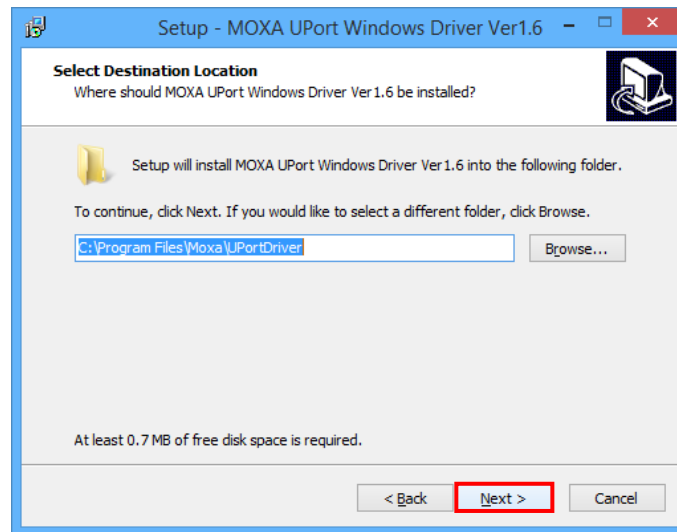 Setup - MOXA UPort Windows Driver Ver1.6
Select Destination Location
Where should MOXA UPort Windows Driver Ver1.6 be installed?
Setup will install MOXA UPort Windows Driver Ver1.6 into the following folder.
To continue, click Next. If you would like to select a different folder, click Browse.
C:\Program Files\Moxa\UPortDriver
Browse...
At least 0.7 MB of free disk space is required.
< Back
Next >
Cancel